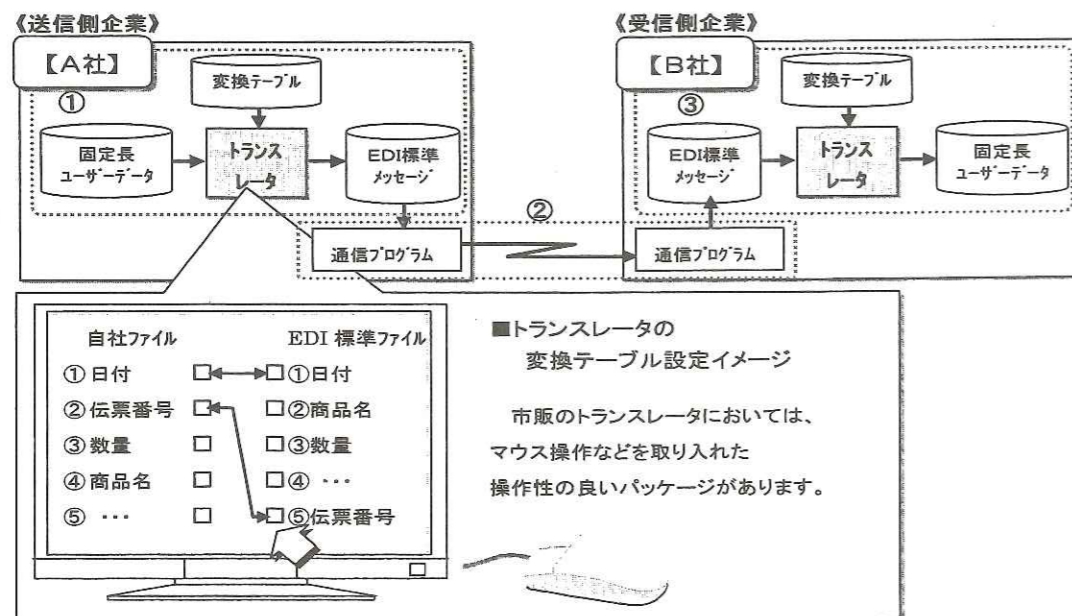 《送信側企業》
【A社】
①
変換テーブル
固定長
ユーザーデータ
トランス
レータ
EDI標準
メッセージ
通信プログラム
②
《受信側企業》
【B社】
③
変換テーブル
EDI標準
メッセージ
トランス
レータ
固定長
ユーザーデータ
通信プログラム
自社ファイル
EDI 標準ファイル
①日付
①日付
②伝票番号
②商品名
③数量
③数量
④商品名
④ …
⑤ …
⑤伝票番号
■トランスレータの
変換テーブル設定イメージ
市販のトランスレータにおいては、
マウス操作などを取り入れた
操作性の良いパッケージがあります。